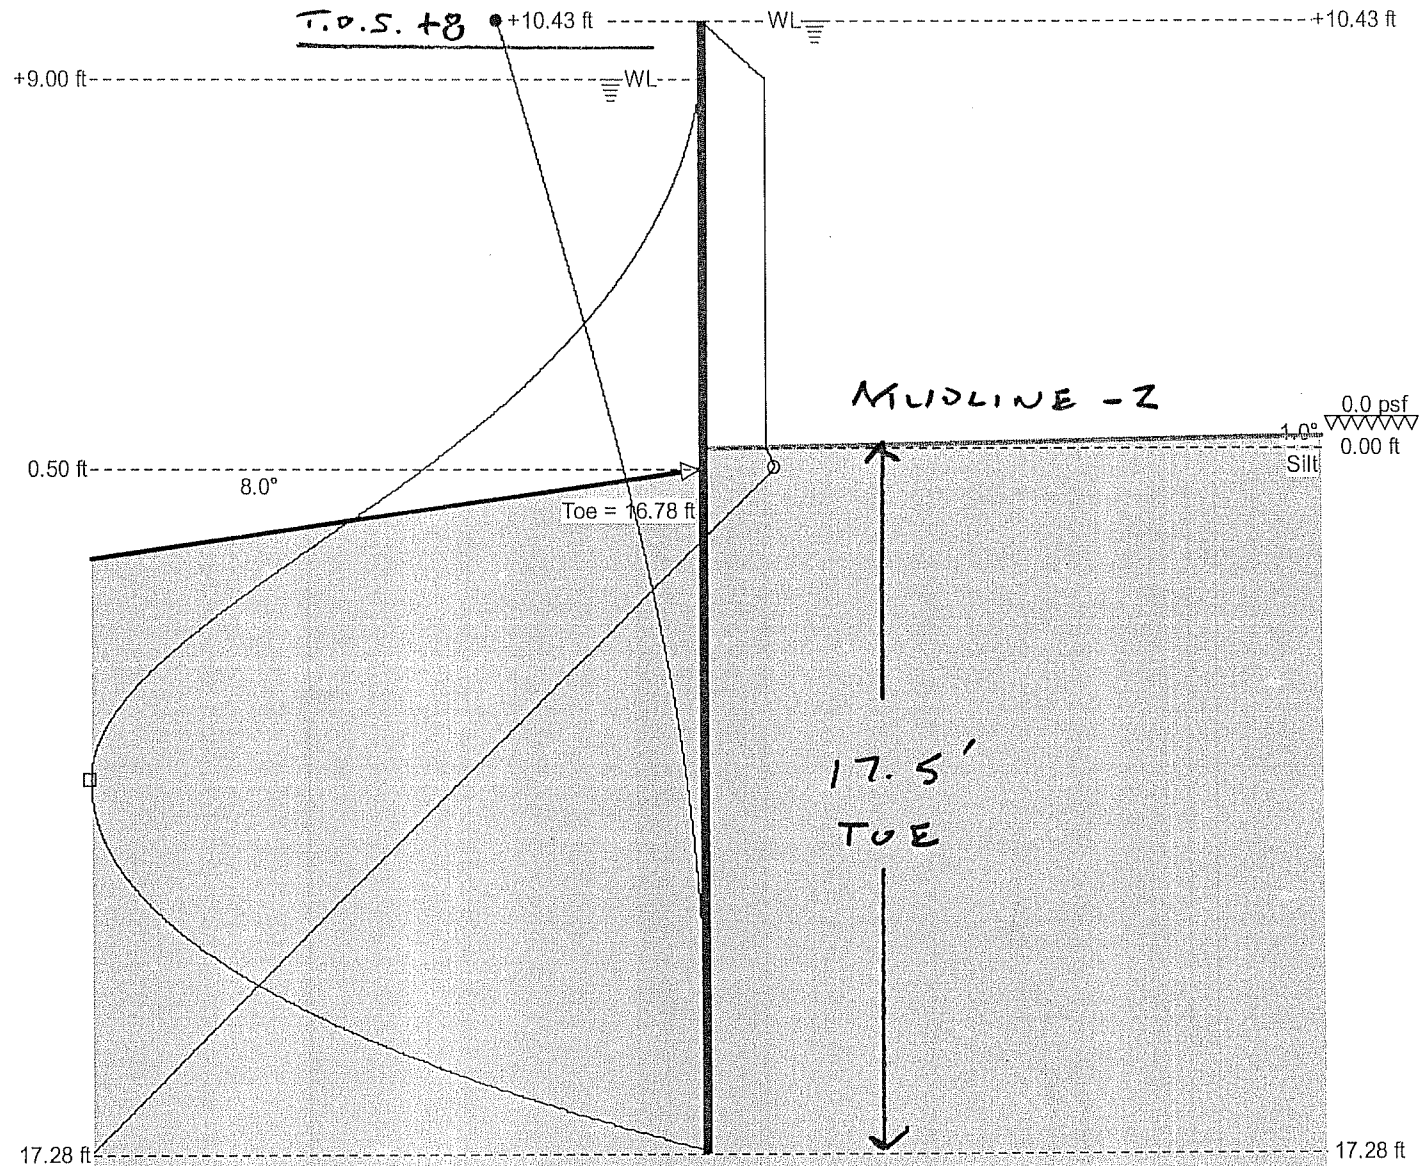 T.O.S. +8
+10.43 ft
WL
+10.43 ft
+9.00 ft
WL
MUDLINE -2
0.0 psf
1.0°
0.00 ft
Silt
0.50 ft
8.0°
Toe = 16.78 ft
17.5'
TOE
17.28 ft
17.28 ft